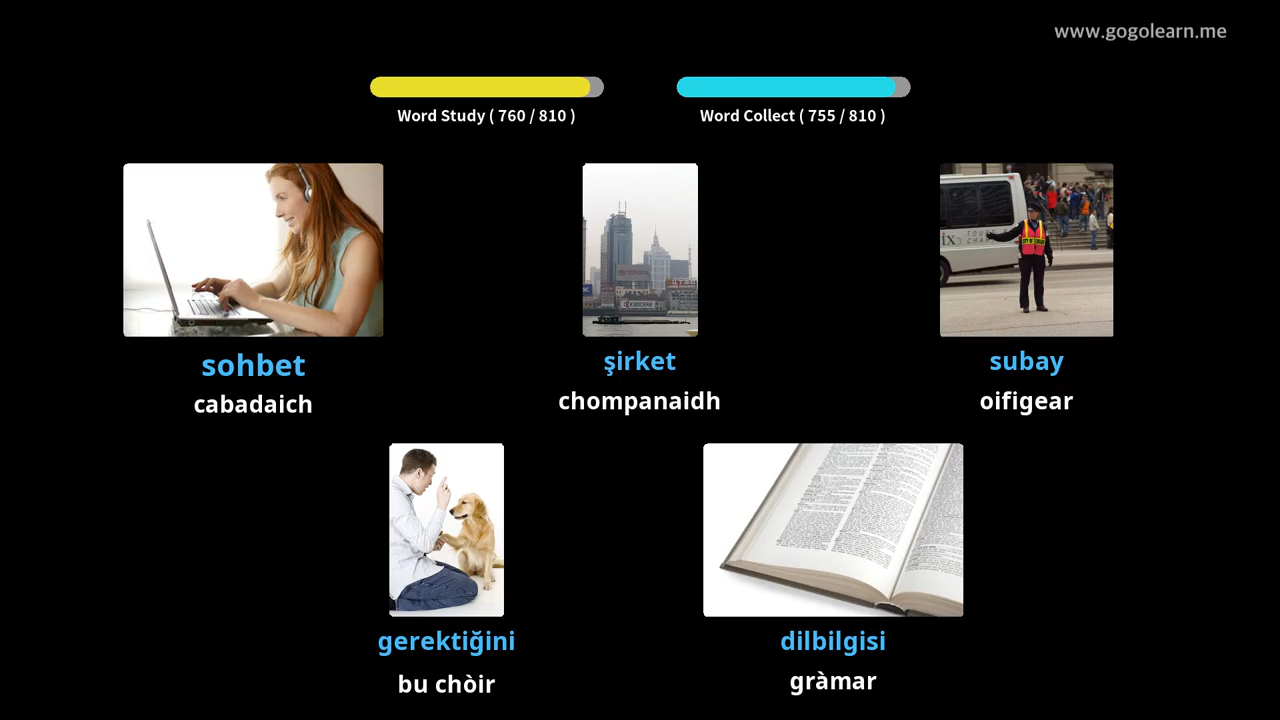 www.gogolearn.me
Word Study ( 760 / 810 )
Word Collect ( 755 / 810 )
sohbet
cabadaich
şirket
chompanaidh
subay
oifigear
gerektiğini
bu chòir
dilbilgisi
gràmar